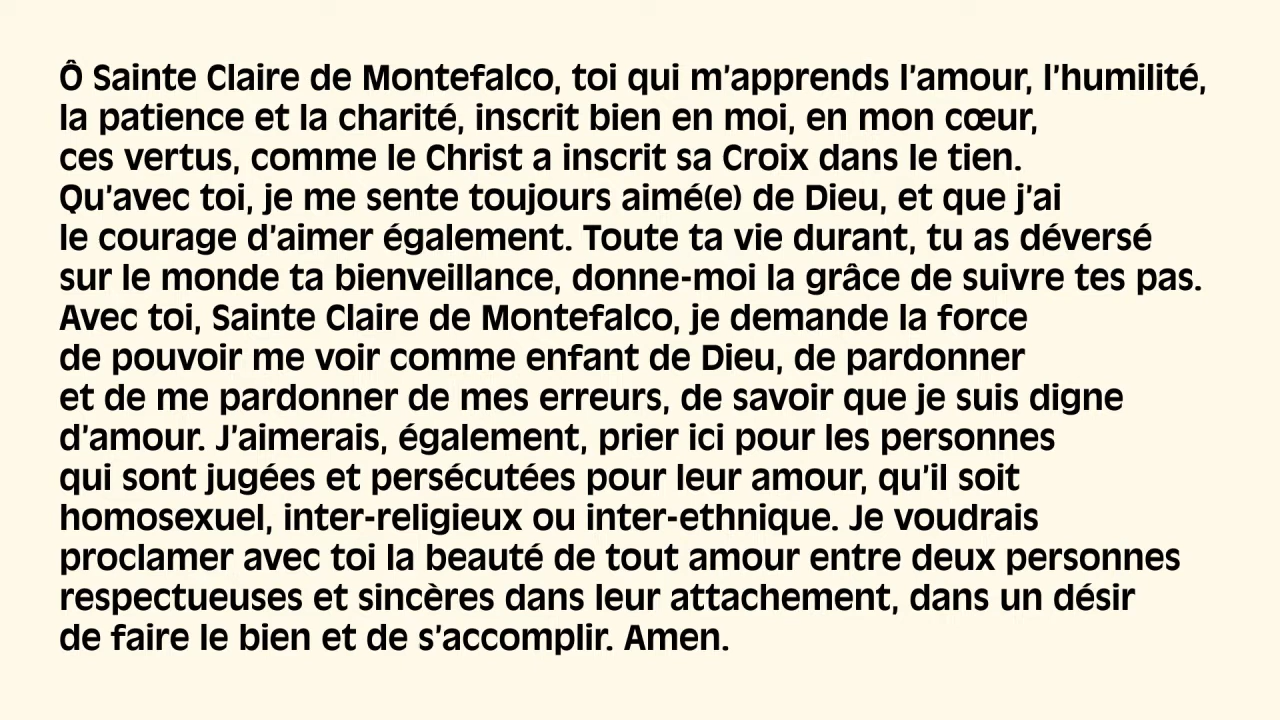 Ô Sainte Claire de Montefalco, toi qui m’apprends l’amour, l’humilité,
la patience et la charité, inscrit bien en moi, en mon cœur,
ces vertus, comme le Christ a inscrit sa Croix dans le tien.
Qu’avec toi, je me sente toujours aimé(e) de Dieu, et que j’ai
le courage d’aimer également. Toute ta vie durant, tu as déversé
sur le monde ta bienveillance, donne-moi la grâce de suivre tes pas.
Avec toi, Sainte Claire de Montefalco, je demande la force
de pouvoir me voir comme enfant de Dieu, de pardonner
et de me pardonner de mes erreurs, de savoir que je suis digne
d’amour. J’aimerais, également, prier ici pour les personnes
qui sont jugées et persécutées pour leur amour, qu’il soit
homosexuel, inter-religieux ou inter-ethnique. Je voudrais
proclamer avec toi la beauté de tout amour entre deux personnes
respectueuses et sincères dans leur attachement, dans un désir
de faire le bien et de s’accomplir. Amen.